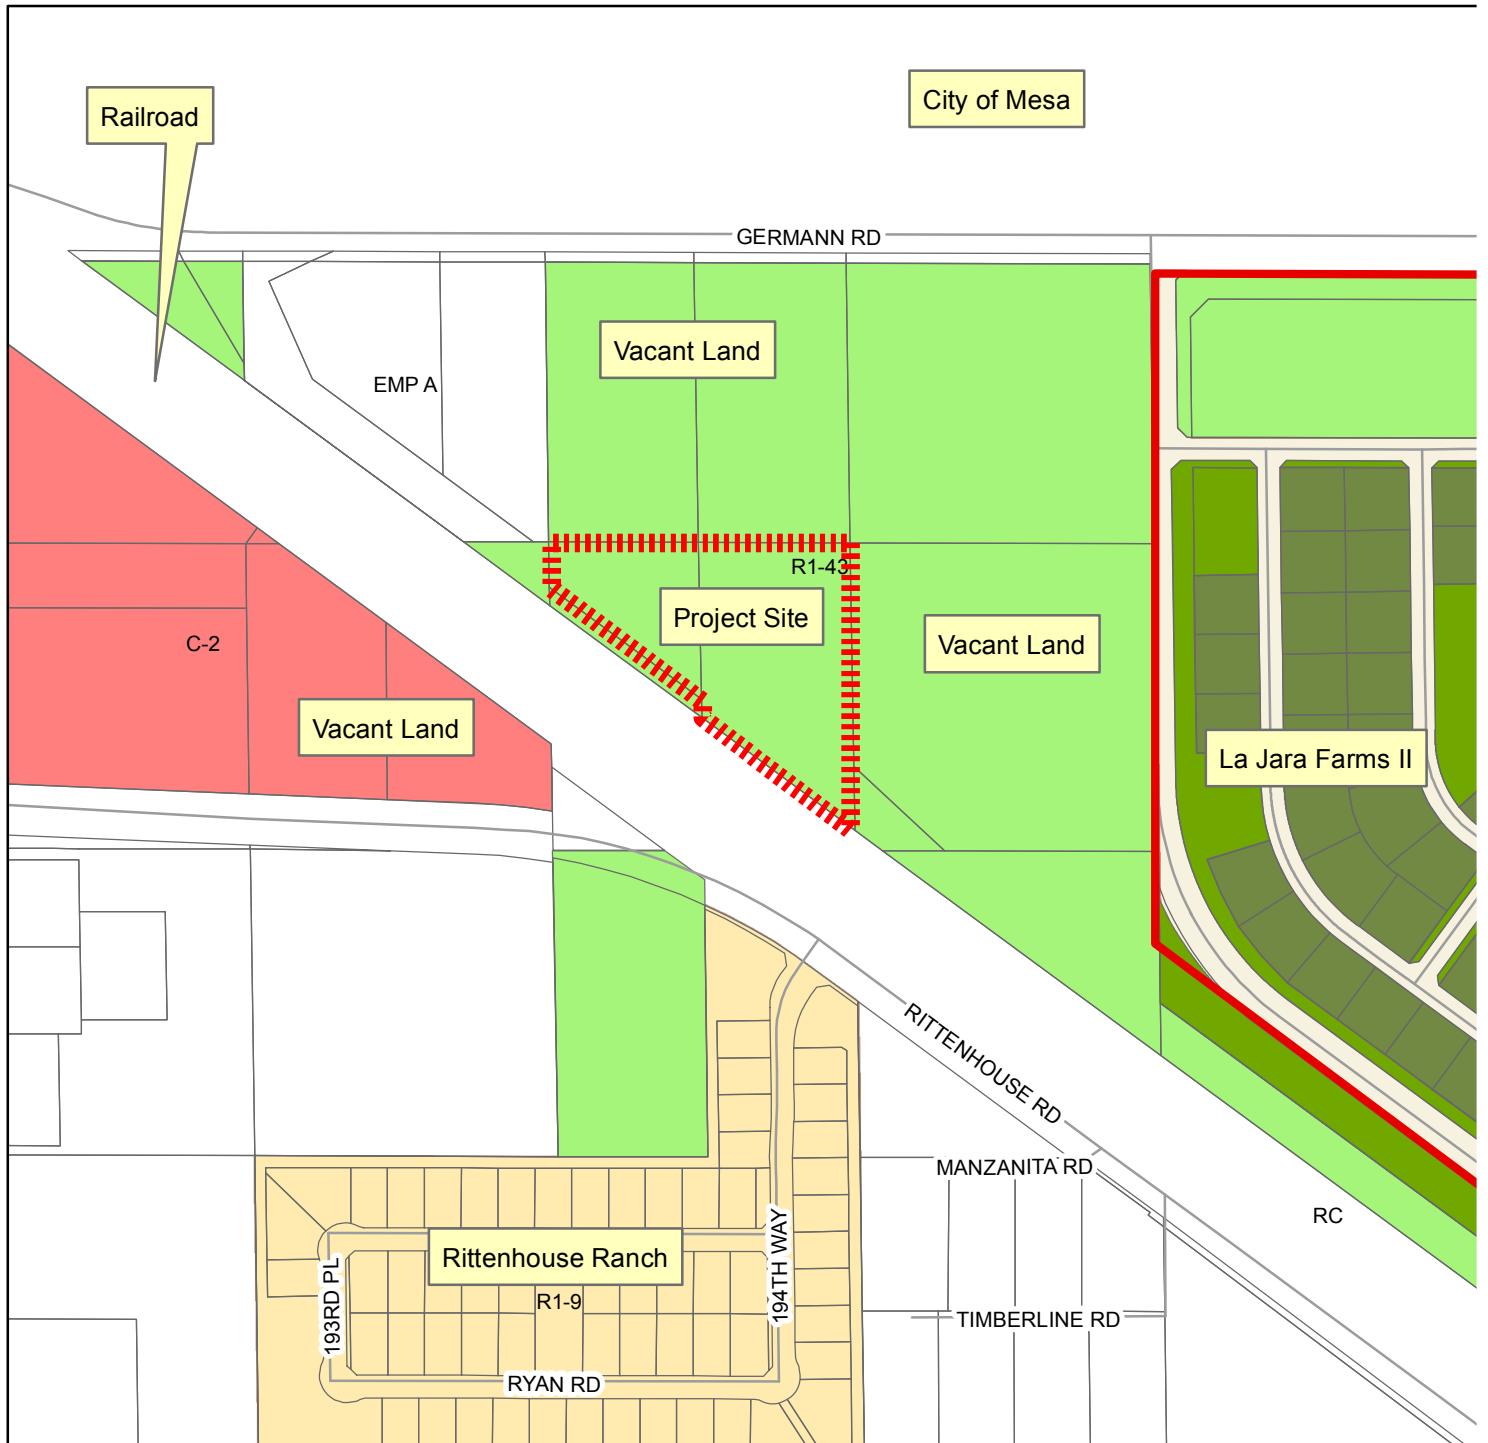 City of Mesa
Railroad
GERMANN RD
Vacant Land
EMP A
R1-43
Project Site
C-2
Vacant Land
Vacant Land
La Jara Farms II
RITTENHOUSE RD
MANZANITA RD
RC
194TH WAY
Rittenhouse Ranch
193RD PL
R1-9
TIMBERLINE RD
RYAN RD